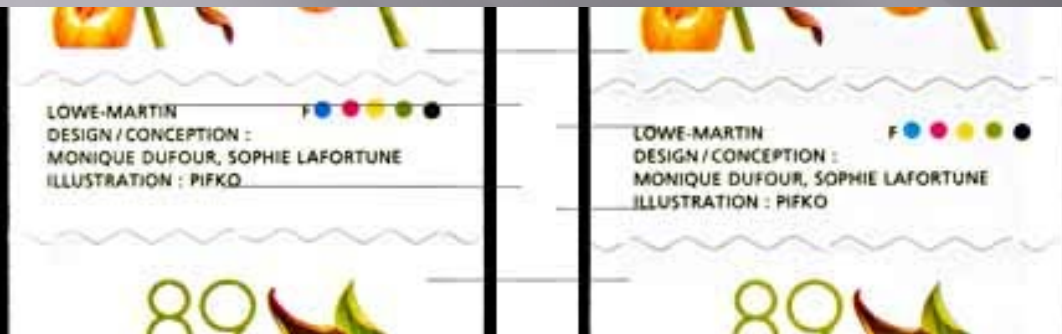 LOWE-MARTIN F
DESIGN / CONCEPTION :
MONIQUE DUFOUR, SOPHIE LAFORTUNE
ILLUSTRATION : PIFKO
89
LOWE-MARTIN F
DESIGN / CONCEPTION :
MONIQUE DUFOUR, SOPHIE LAFORTUNE
ILLUSTRATION : PIFKO
89